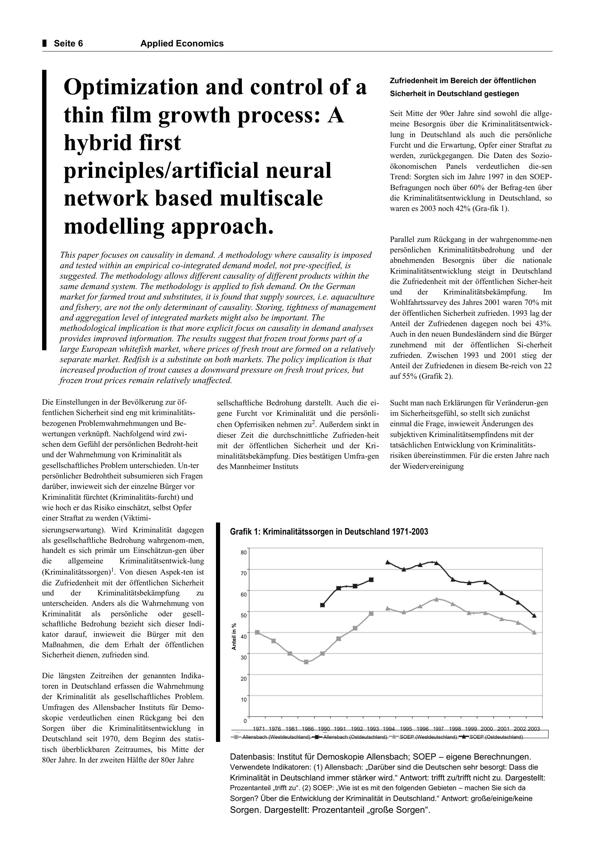 Seite 6
Applied Economics
Optimization and control of a
thin film growth process: A
hybrid first
principles/artificial neural
network based multiscale
modelling approach.
This paper focuses on causality in demand. A methodology where causality is imposed
and tested within an empirical co-integrated demand model, not pre-specified, is
suggested. The methodology allows different causality of different products within the
same demand system. The methodology is applied to fish demand. On the German
market for farmed trout and substitutes, it is found that supply sources, i.e. aquaculture
and fishery, are not the only determinant of causality. Storing, tightness of management
and aggregation level of integrated markets might also be important. The
methodological implication is that more explicit focus on causality in demand analyses
provides improved information. The results suggest that frozen trout forms part of a
large European whitefish market, where prices of fresh trout are formed on a relatively
separate market. Redfish is a substitute on both markets. The policy implication is that
increased production of trout causes a downward pressure on fresh trout prices, but
frozen trout prices remain relatively unaffected.
Zufriedenheit im Bereich der öffentlichen
Sicherheit in Deutschland gestiegen
Seit Mitte der 90er Jahre sind sowohl die allge-
meine Besorgnis über die Kriminalitätsentwick-
lung in Deutschland als auch die persönliche
Furcht und die Erwartung, Opfer einer Straftat zu
werden, zurückgegangen. Die Daten des Sozio-
ökonomischen Panels verdeutlichen die-sen
Trend: Sorgten sich im Jahre 1997 in den SOEP-
Befragungen noch über 60% der Befrag-ten über
die Kriminalitätsentwicklung in Deutschland, so
waren es 2003 noch 42% (Gra-fik 1).
Parallel zum Rückgang in der wahrgenomme-nen
persönlichen Kriminalitätsbedrohung und der
abnehmenden Besorgnis über die nationale
Kriminalitätsentwicklung steigt in Deutschland
die Zufriedenheit mit der öffentlichen Sicher-heit
und der Kriminalitätsbekämpfung. Im
Wohlfahrtssurvey des Jahres 2001 waren 70% mit
der öffentlichen Sicherheit zufrieden. 1993 lag der
Anteil der Zufriedenen dagegen noch bei 43%.
Auch in den neuen Bundesländern sind die Bürger
zunehmend mit der öffentlichen Si-cherheit
zufrieden. Zwischen 1993 und 2001 stieg der
Anteil der Zufriedenen in diesem Be-reich von 22
auf 55% (Grafik 2).
Die Einstellungen in der Bevölkerung zur öf-
fentlichen Sicherheit sind eng mit kriminalitäts-
bezogenen Problemwahrnehmungen und Be-
wertungen verknüpft. Nachfolgend wird zwi-
schen dem Gefühl der persönlichen Bedroht-heit
und der Wahrnehmung von Kriminalität als
gesellschaftliches Problem unterschieden. Un-ter
persönlicher Bedrohtheit subsumieren sich Fragen
darüber, inwieweit sich der einzelne Bürger vor
Kriminalität fürchtet (Kriminalitäts-furcht) und
wie hoch er das Risiko einschätzt, selbst Opfer
einer Straftat zu werden (Viktimi-
sierungserwartung). Wird Kriminalität dagegen
als gesellschaftliche Bedrohung wahrgenom-men,
handelt es sich primär um Einschätzun-gen über
die allgemeine Kriminalitätsentwick-lung
(Kriminalitätssorgen)1. Von diesen Aspek-ten ist
die Zufriedenheit mit der öffentlichen Sicherheit
und der Kriminalitätsbekämpfung zu
unterscheiden. Anders als die Wahrnehmung von
Kriminalität als persönliche oder gesell-
schaftliche Bedrohung bezieht sich dieser Indi-
kator darauf, inwieweit die Bürger mit den
Maßnahmen, die dem Erhalt der öffentlichen
Sicherheit dienen, zufrieden sind.
Die längsten Zeitreihen der genannten Indika-
toren in Deutschland erfassen die Wahrnehmung
der Kriminalität als gesellschaftliches Problem.
Umfragen des Allensbacher Instituts für Demo-
skopie verdeutlichen einen Rückgang bei den
Sorgen über die Kriminalitätsentwicklung in
Deutschland seit 1970, dem Beginn des statis-
tisch überblickbaren Zeitraumes, bis Mitte der
80er Jahre. In der zweiten Hälfte der 80er Jahre
sellschaftliche Bedrohung darstellt. Auch die ei-
gene Furcht vor Kriminalität und die persönli-
chen Opferrisiken nehmen zu2. Außerdem sinkt in
dieser Zeit die durchschnittliche Zufrieden-heit
mit der öffentlichen Sicherheit und der Kri-
minalitätsbekämpfung. Dies bestätigen Umfra-gen
des Mannheimer Instituts
Sucht man nach Erklärungen für Veränderun-gen
im Sicherheitsgefühl, so stellt sich zunächst
einmal die Frage, inwieweit Änderungen des
subjektiven Kriminalitätsempfindens mit der
tatsächlichen Entwicklung von Kriminalitäts-
risiken übereinstimmen. Für die ersten Jahre nach
der Wiedervereinigung
Grafik 1: Kriminalitätssorgen in Deutschland 1971-2003
Anteil in %
80
70
60
50
40
30
20
10
0
1971 1976 1981 1986 1990 1991 1992 1993 1994 1995 1996 1997 1998 1999 2000 2001 2002 2003
Allensbach (Westdeutschland) Allensbach (Ostdeutschland) SOEP (Westdeutschland) SOEP (Ostdeutschland)
Datenbasis: Institut für Demoskopie Allensbach; SOEP – eigene Berechnungen.
Verwendete Indikatoren: (1) Allensbach: „Darüber sind die Deutschen sehr besorgt: Dass die
Kriminalität in Deutschland immer stärker wird.“ Antwort: trifft zu/trifft nicht zu. Dargestellt:
Prozentanteil „trifft zu“. (2) SOEP: „Wie ist es mit den folgenden Gebieten – machen Sie sich da
Sorgen? Über die Entwicklung der Kriminalität in Deutschland.“ Antwort: große/einige/keine
Sorgen. Dargestellt: Prozentanteil „große Sorgen“.